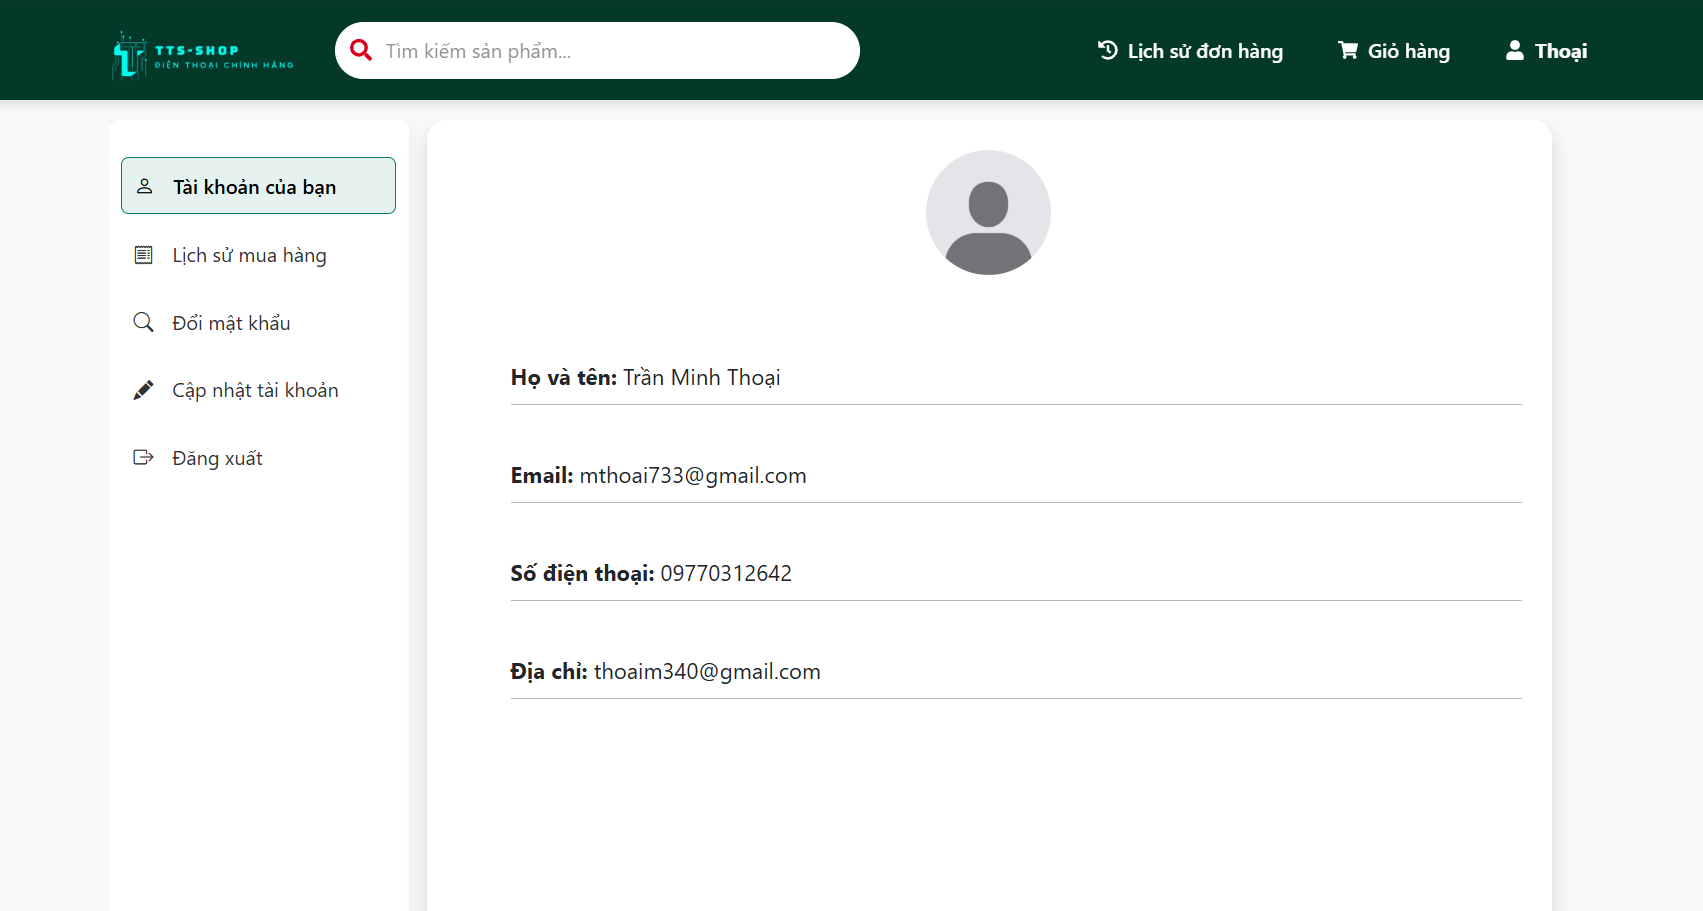 TTS-SHOP
ĐIỆN THOẠI CHÍNH HÃNG
Tìm kiếm sản phẩm...
Lịch sử đơn hàng
Giỏ hàng
Thoại
Tài khoản của bạn
Lịch sử mua hàng
Đổi mật khẩu
Cập nhật tài khoản
Đăng xuất
Họ và tên: Trần Minh Thoại
Email: mthoai733@gmail.com
Số điện thoại: 09770312642
Địa chỉ: thoaim340@gmail.com